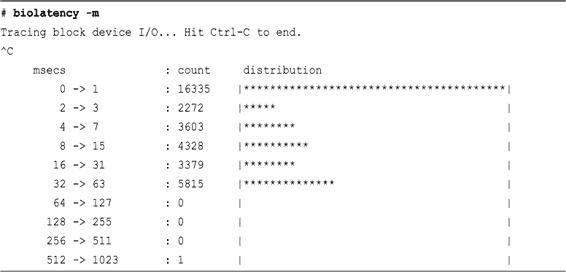 # biolatency -m
Tracing block device I/O... Hit Ctrl-C to end.
^C
     msecs               : count     distribution
         0 -> 1          : 16335    |****************************************|
         2 -> 3          : 2272     |*****                                   |
         4 -> 7          : 3603     |********                                |
         8 -> 15         : 4328     |**********                              |
        16 -> 31         : 3379     |********                                |
        32 -> 63         : 5815     |**************                          |
        64 -> 127        : 0        |                                        |
       128 -> 255        : 0        |                                        |
       256 -> 511        : 0        |                                        |
       512 -> 1023       : 1        |                                        |